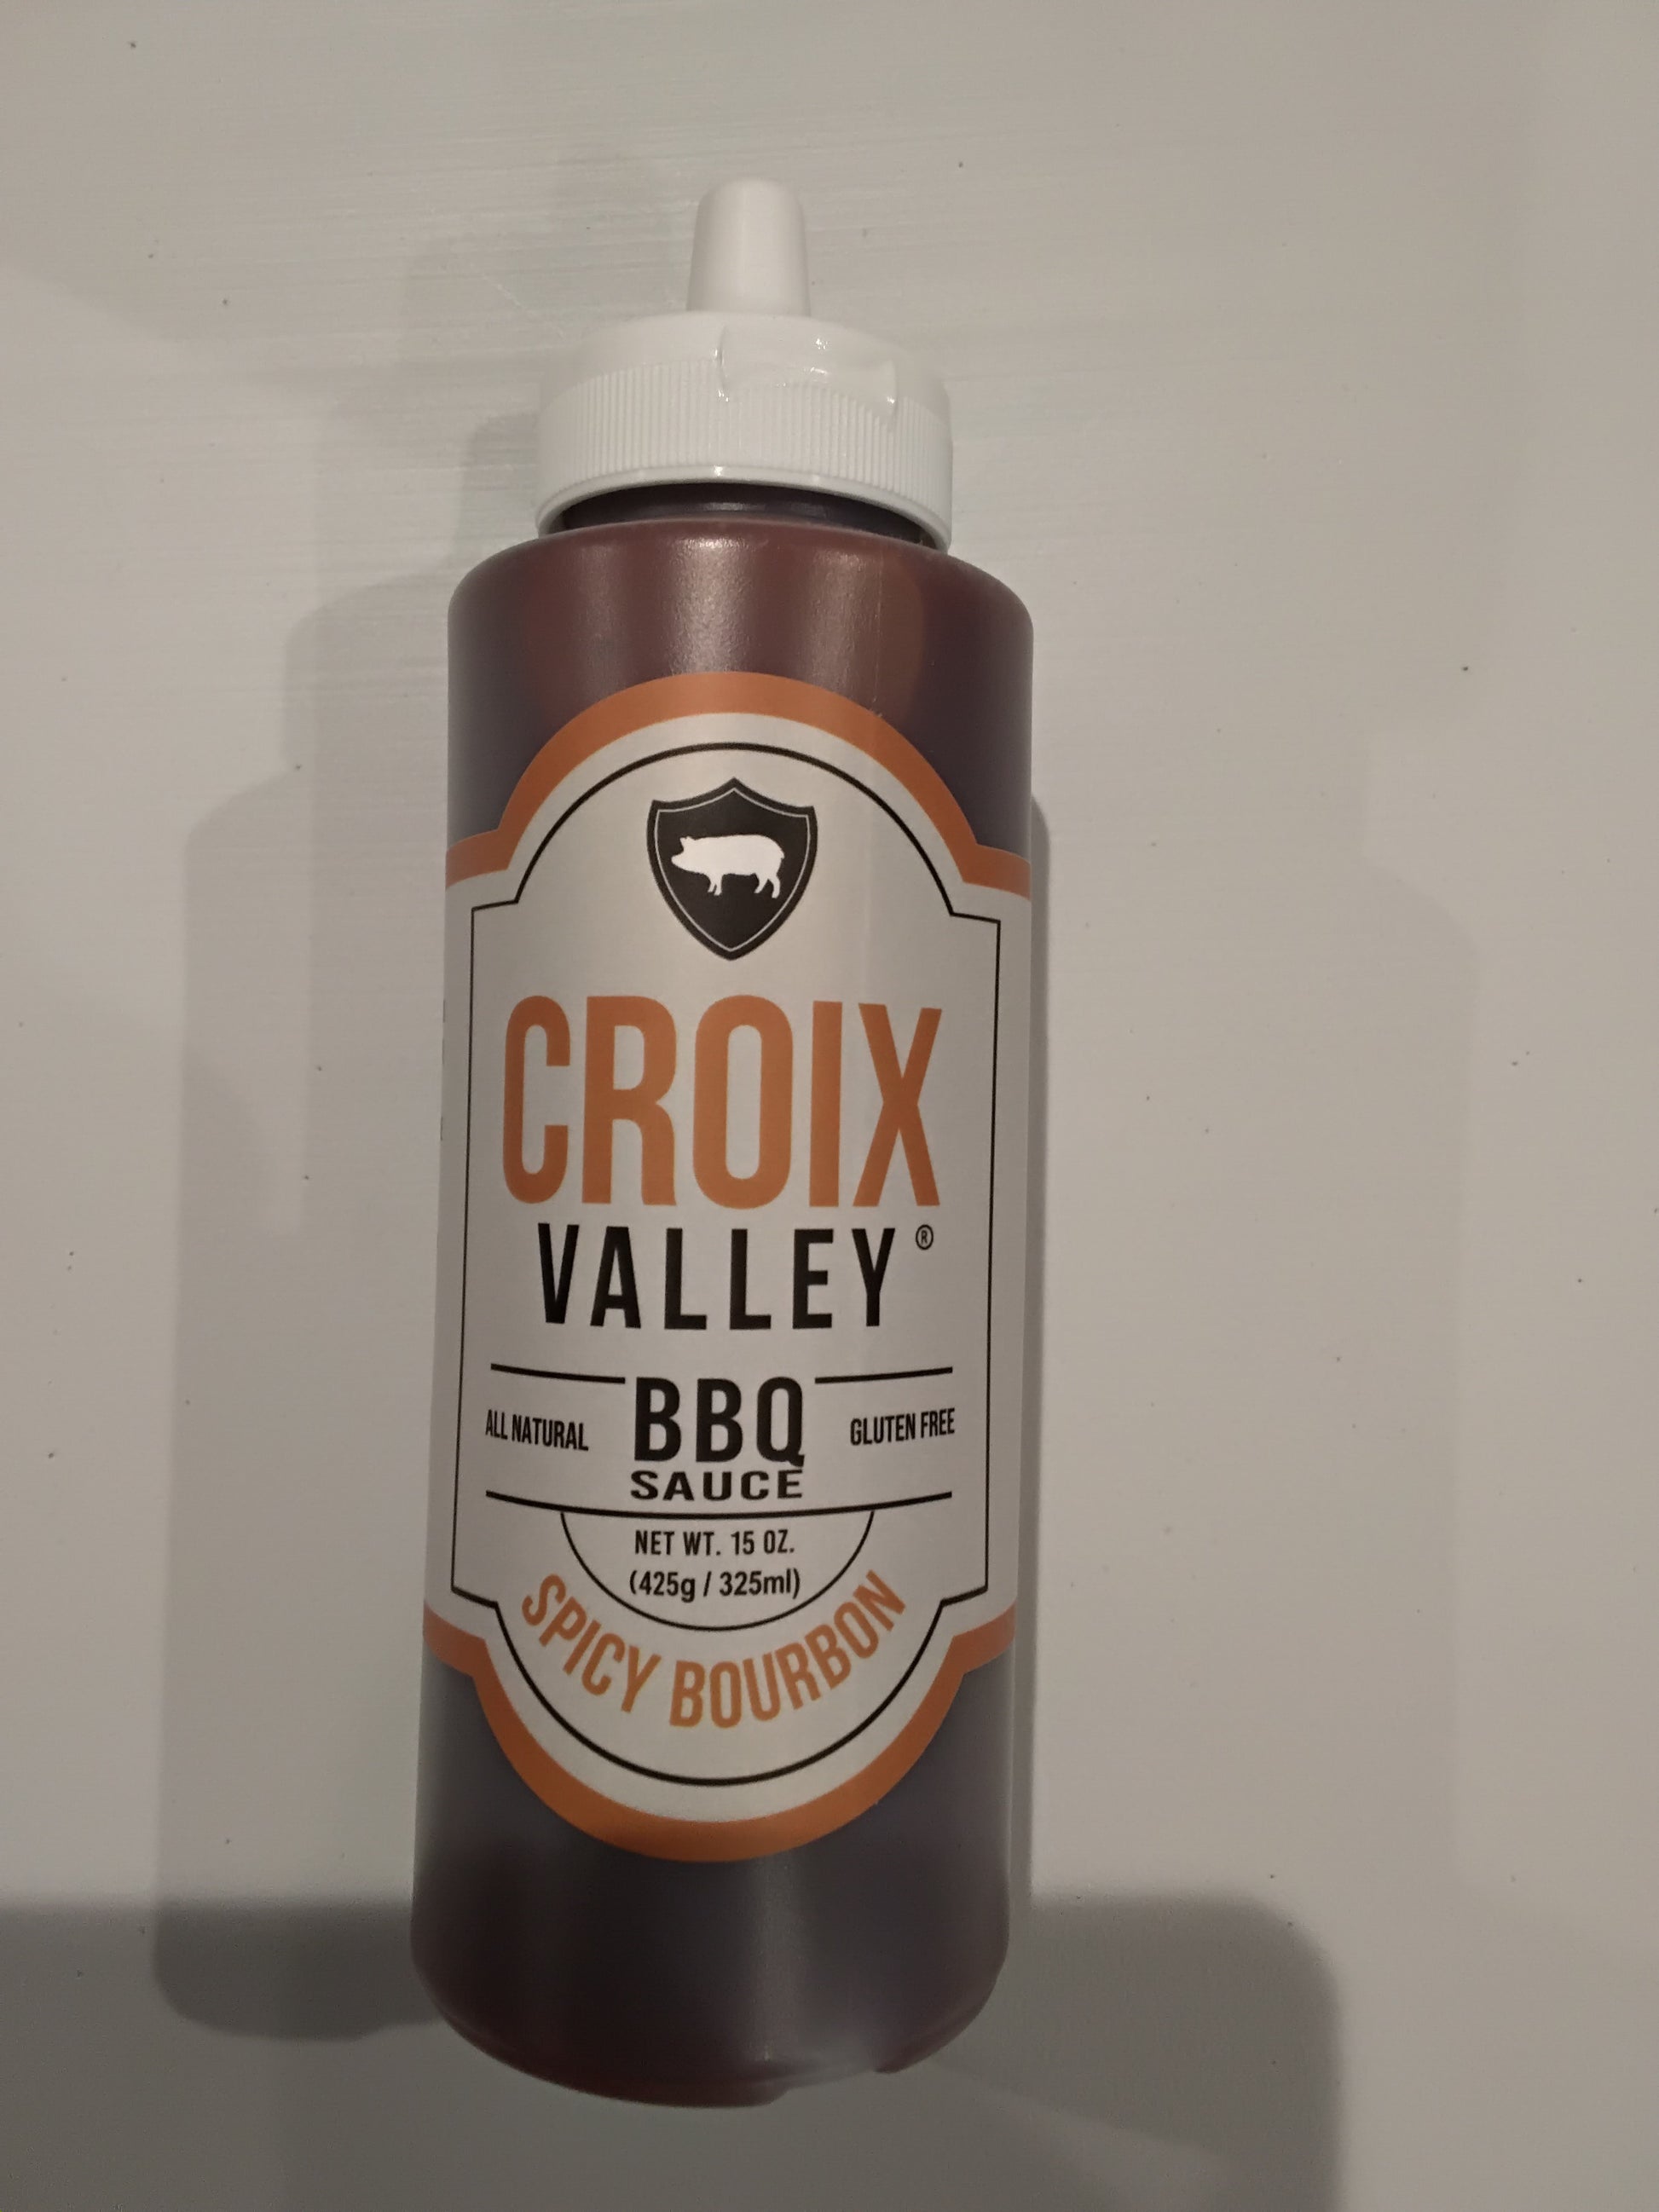 CROIX
VALLEY®
ALL NATURAL BBQ GLUTEN FREE
SAUCE
NET WT. 15 OZ.
(425g / 325ml)
SPICY BOURBON